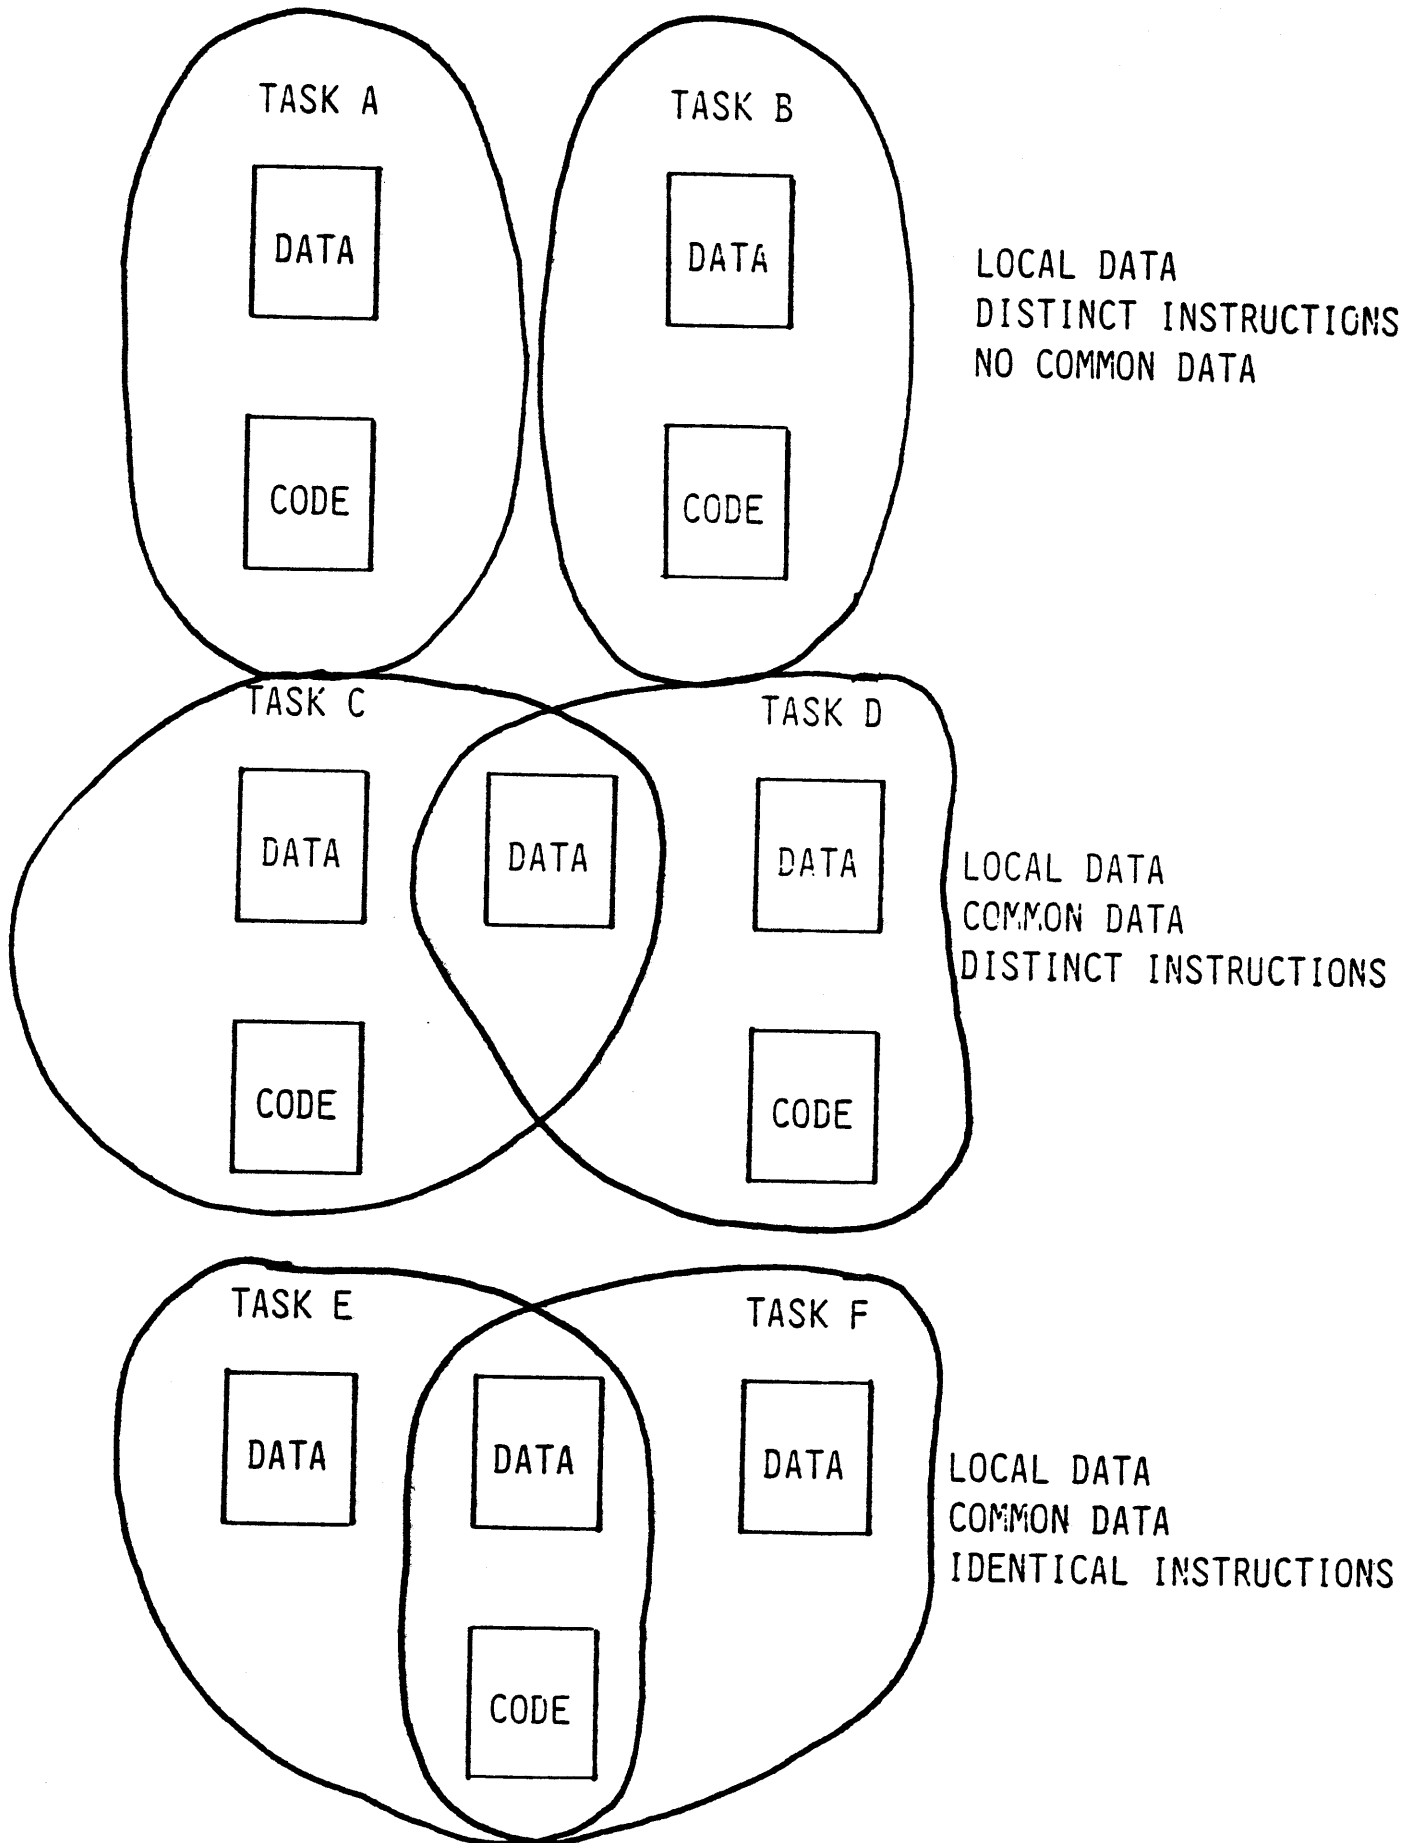 TASK A
TASK B
DATA
DATA
LOCAL DATA
DISTINCT INSTRUCTIONS
NO COMMON DATA
CODE
CODE
TASK C
TASK D
DATA
DATA
DATA
LOCAL DATA
COMMON DATA
DISTINCT INSTRUCTIONS
CODE
CODE
TASK E
TASK F
DATA
DATA
DATA
LOCAL DATA
COMMON DATA
IDENTICAL INSTRUCTIONS
CODE